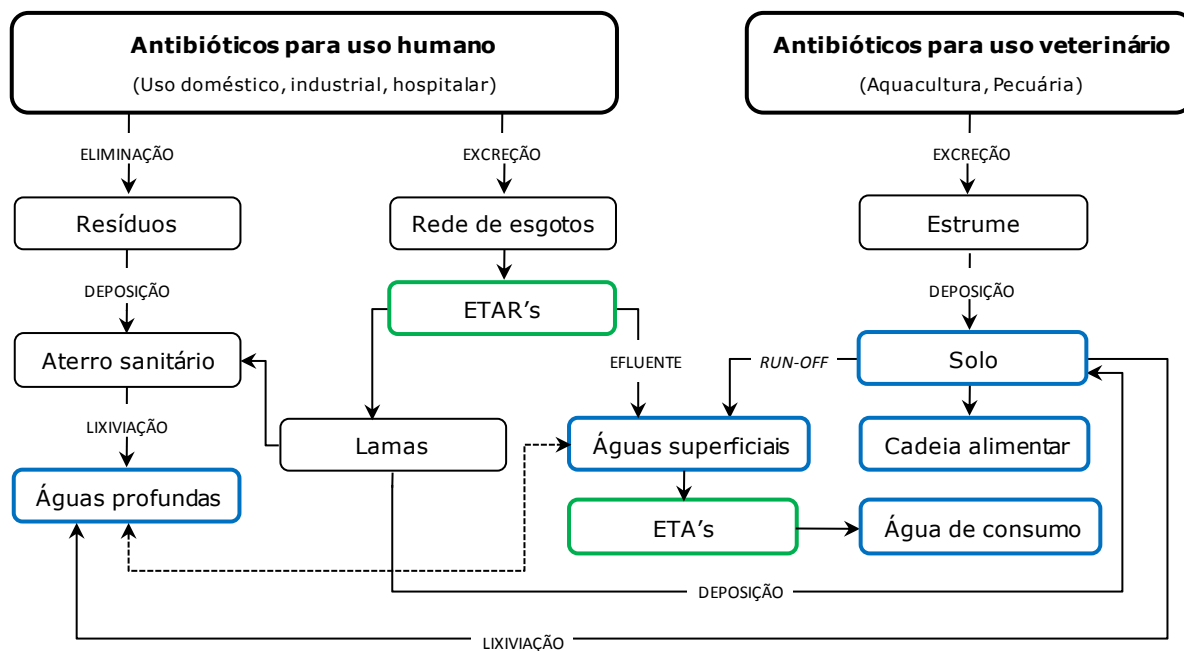 Antibióticos para uso humano
(Uso doméstico, industrial, hospitalar)
Antibióticos para uso veterinário
(Aquacultura, Pecuária)
ELIMINAÇÃO
EXCREÇÃO
EXCREÇÃO
Resíduos
Rede de esgotos
Estrume
DEPOSIÇÃO
ETAR’s
DEPOSIÇÃO
Aterro sanitário
EFLUENTE
RUN-OFF
Solo
LIXIVIAÇÃO
Lamas
Águas superficiais
Cadeia alimentar
Águas profundas
ETA’s
Água de consumo
DEPOSIÇÃO
LIXIVIAÇÃO